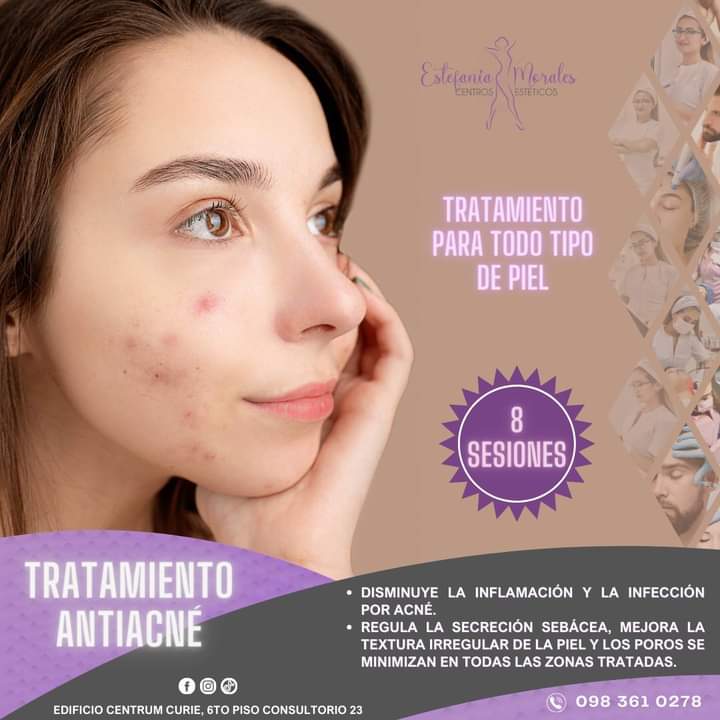 Estefanía Morales
CENTROS ESTÉTICOS
TRATAMIENTO
PARA TODO TIPO
DE PIEL
8
SESIONES
TRATAMIENTO
ANTIACNÉ
• DISMINUYE LA INFLAMACIÓN Y LA INFECCIÓN
POR ACNÉ.
• REGULA LA SECRECIÓN SEBÁCEA, MEJORA LA
TEXTURA IRREGULAR DE LA PIEL Y LOS POROS SE
MINIMIZAN EN TODAS LAS ZONAS TRATADAS.
EDIFICIO CENTRUM CURIE, 6TO PISO CONSULTORIO 23
098 361 0278